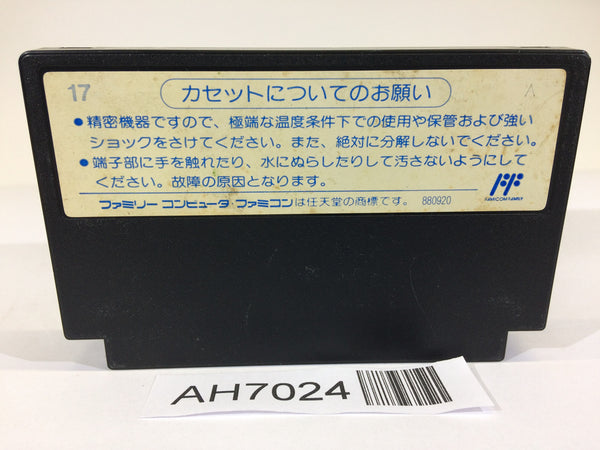 17
カセットについてのお願い
●精密機器ですので、極端な温度条件下での使用や保管および強い
ショックをさけてください。また、絶対に分解しないでください。
●端子部に手を触れたり、水にぬらしたりして汚さないようにして
ください。故障の原因となります。
FAMICOM FAMILY
ファミリー コンピュータ・ファミコンは任天堂の商標です。 880920
AH7024